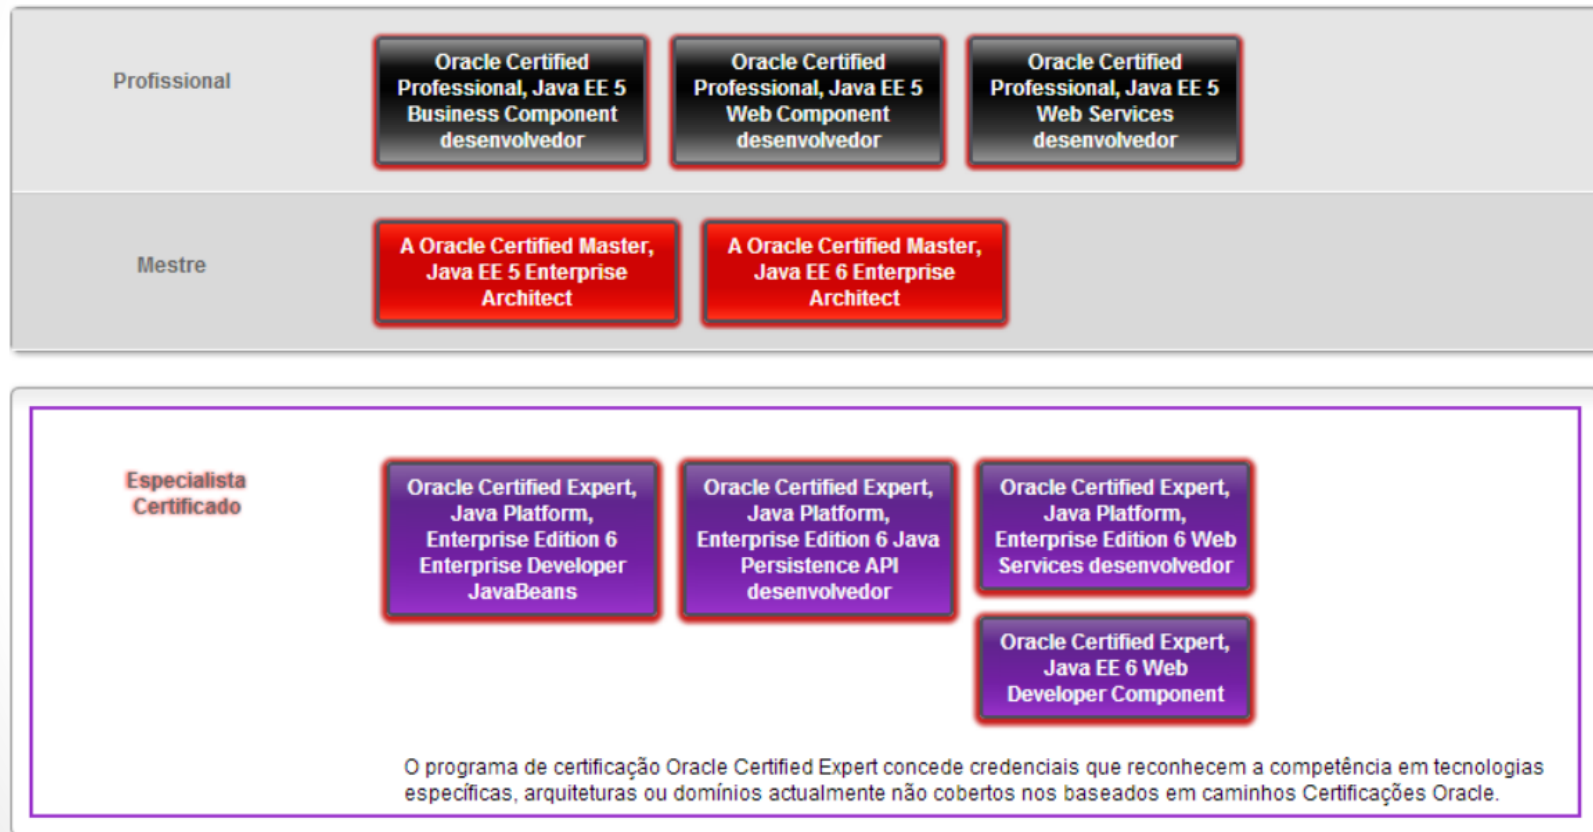 Profissional
Oracle Certified
Professional, Java EE 5
Business Component
desenvolvedor
Oracle Certified
Professional, Java EE 5
Web Component
desenvolvedor
Oracle Certified
Professional, Java EE 5
Web Services
desenvolvedor
Mestre
A Oracle Certified Master,
Java EE 5 Enterprise
Architect
A Oracle Certified Master,
Java EE 6 Enterprise
Architect
Especialista
Certificado
Oracle Certified Expert,
Java Platform,
Enterprise Edition 6
Enterprise Developer
JavaBeans
Oracle Certified Expert,
Java Platform,
Enterprise Edition 6 Java
Persistence API
desenvolvedor
Oracle Certified Expert,
Java Platform,
Enterprise Edition 6 Web
Services desenvolvedor
Oracle Certified Expert,
Java EE 6 Web
Developer Component
O programa de certificação Oracle Certified Expert concede credenciais que reconhecem a competência em tecnologias
específicas, arquiteturas ou domínios actualmente não cobertos nos baseados em caminhos Certificações Oracle.